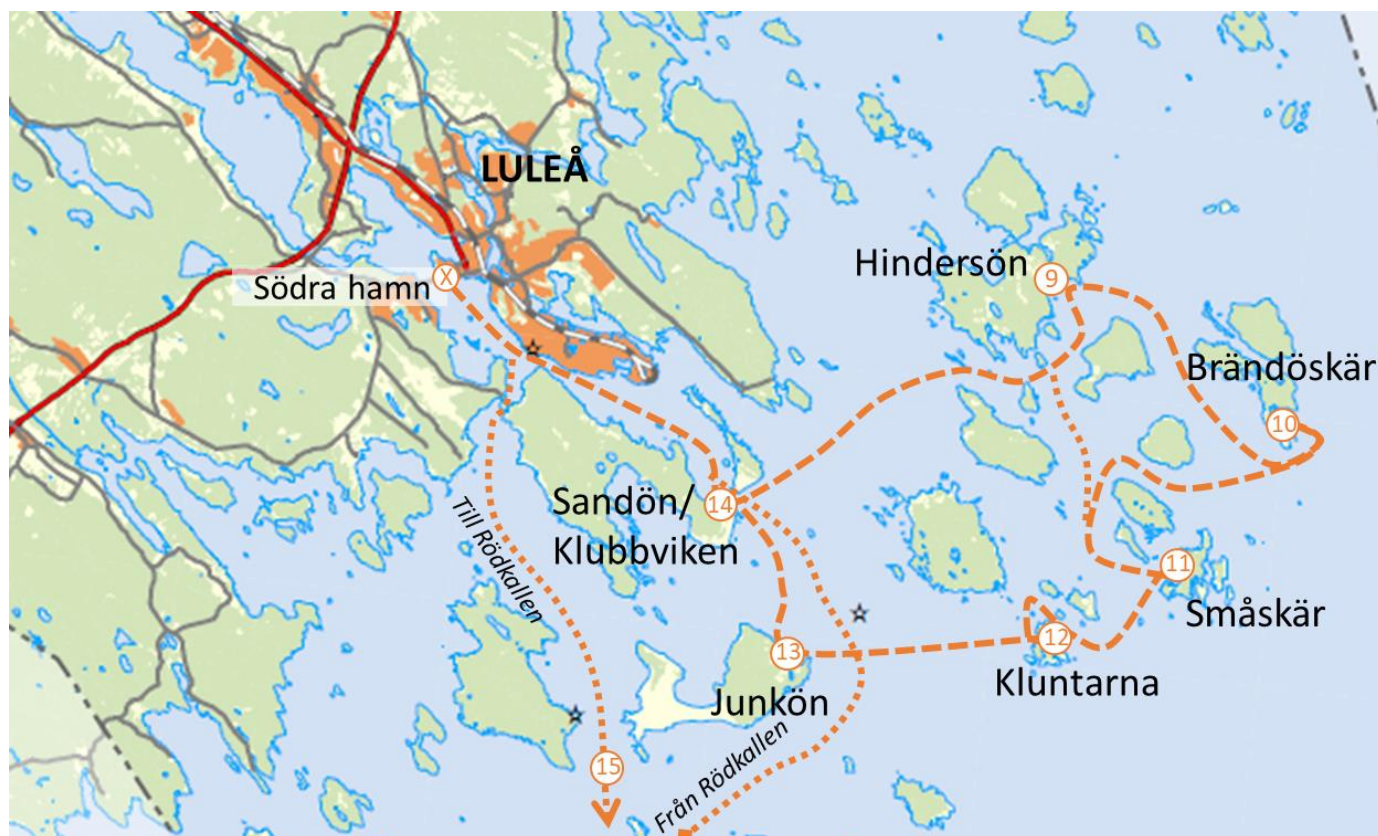 LULEÅ
Hindersön
9
Södra hamn
X
Brändöskär
10
Sandön/
Klubbviken
14
Till Rödkallen
11
Småskär
12
Kluntarna
13
Junkön
15
Från Rödkallen